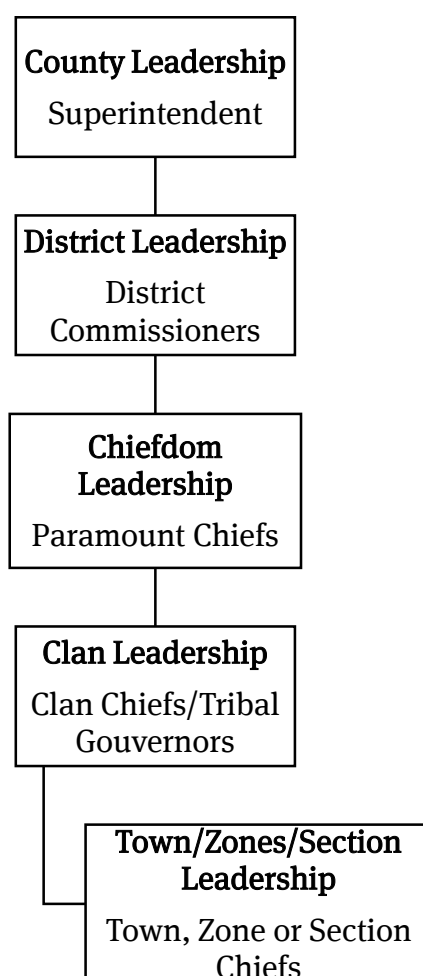 County Leadership
Superintendent
District Leadership
District
Commissioners
Chiefdom
Leadership
Paramount Chiefs
Clan Leadership
Clan Chiefs/Tribal
Gouvernors
Town/Zones/Section
Leadership
Town, Zone or Section
Chiefs